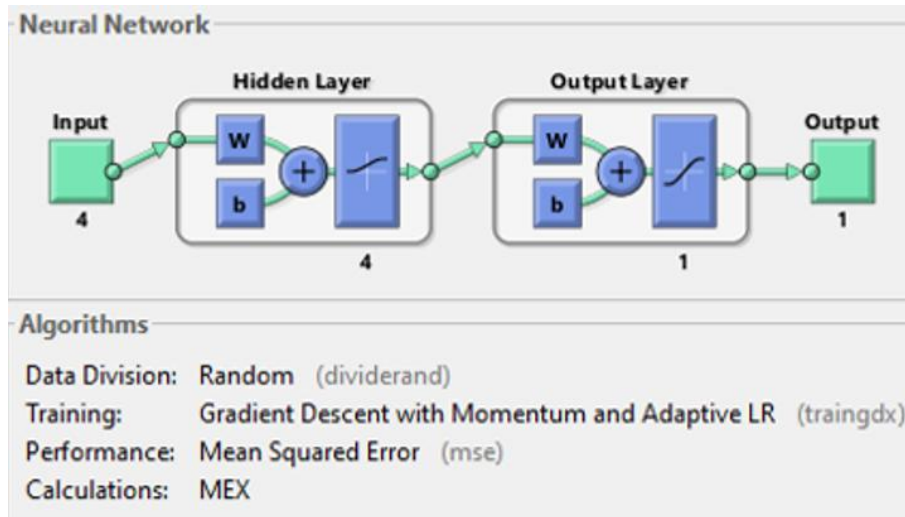 Neural Network
Hidden Layer
Output Layer
Input
Output
W
W
b
b
4
4
1
1
Algorithms
Data Division: Random (dividerand)
Training: Gradient Descent with Momentum and Adaptive LR (traingdx)
Performance: Mean Squared Error (mse)
Calculations: MEX